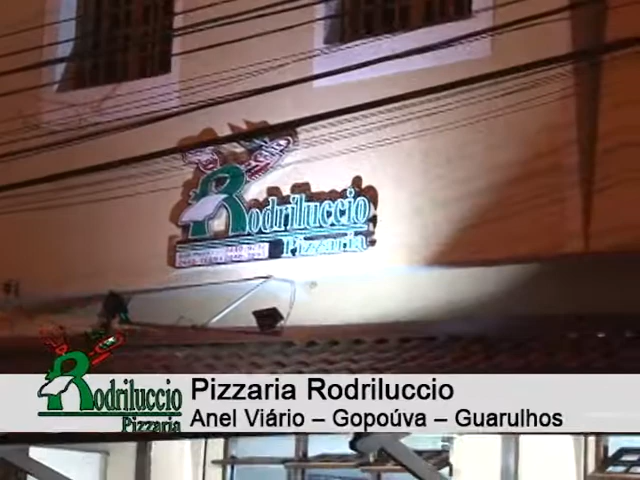 Rodriluccio
Pizzaria
Rodriluccio
Pizzaria
Pizzaria Rodriluccio
Anel Viário – Gopoúva – Guarulhos